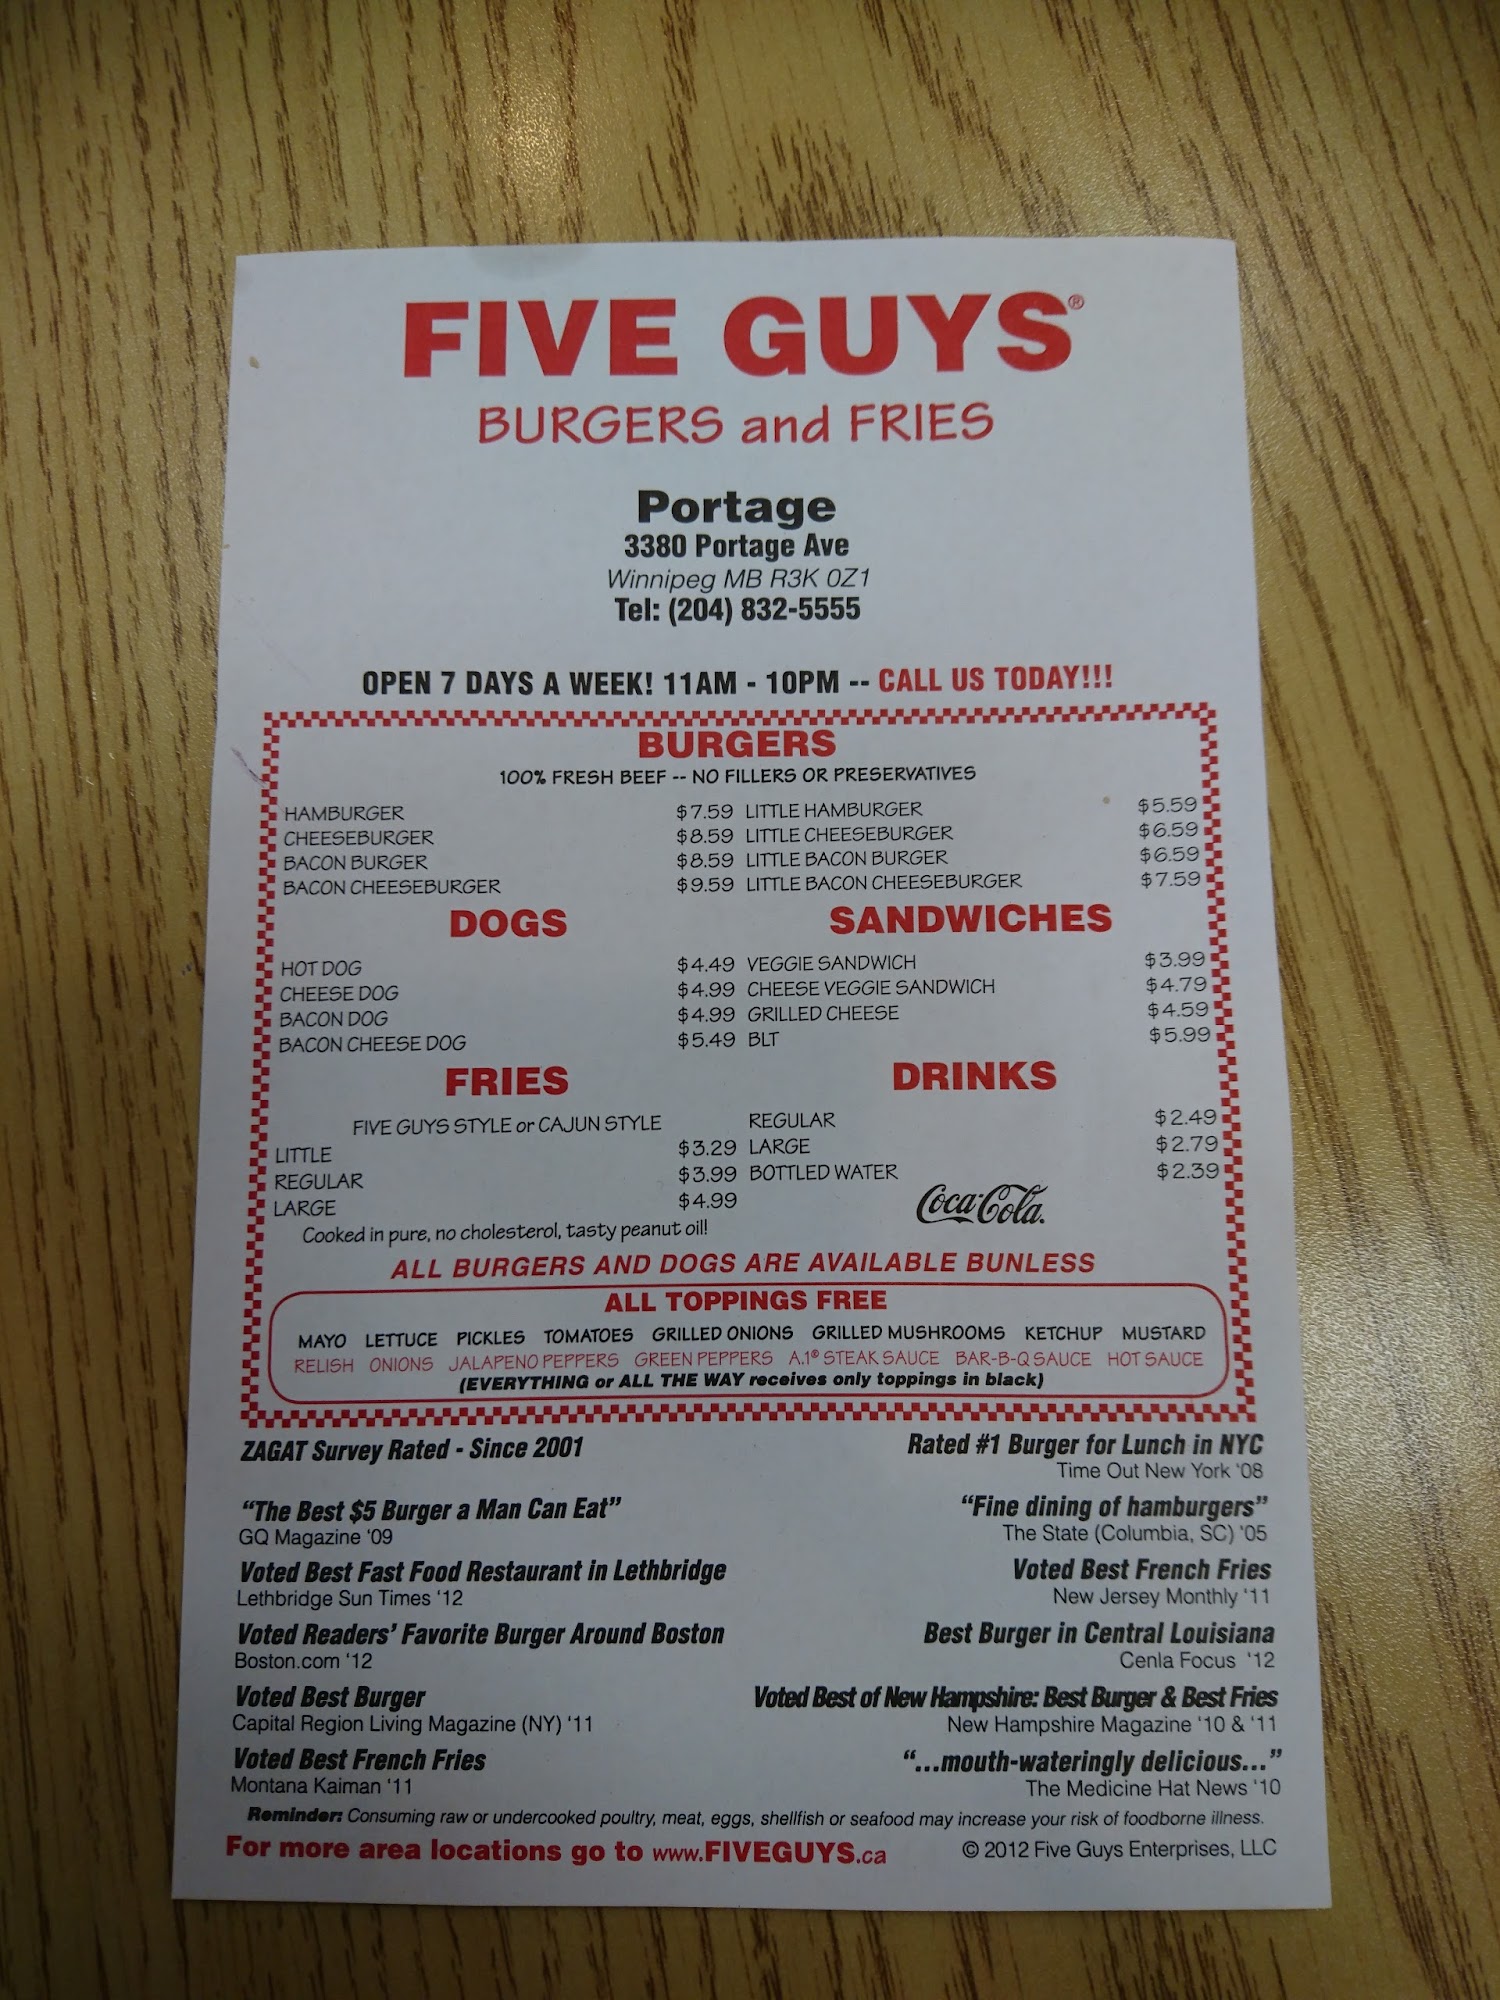 FIVE GUYS®
BURGERS and FRIES
Portage
3380 Portage Ave
Winnipeg MB R3K 0Z1
Tel: (204) 832-5555
OPEN 7 DAYS A WEEK! 11AM - 10PM -- CALL US TODAY!!!
BURGERS
100% FRESH BEEF -- NO FILLERS OR PRESERVATIVES
HAMBURGER $7.59 LITTLE HAMBURGER $5.59
CHEESEBURGER $8.59 LITTLE CHEESEBURGER $6.59
BACON BURGER $8.59 LITTLE BACON BURGER $6.59
BACON CHEESEBURGER $9.59 LITTLE BACON CHEESEBURGER $7.59
DOGS SANDWICHES
HOT DOG $4.49 VEGGIE SANDWICH $3.99
CHEESE DOG $4.99 CHEESE VEGGIE SANDWICH $4.79
BACON DOG $4.99 GRILLED CHEESE $4.59
BACON CHEESE DOG $5.49 BLT $5.99
FRIES DRINKS
FIVE GUYS STYLE or CAJUN STYLE REGULAR $2.49
LITTLE $3.29 LARGE $2.79
REGULAR $3.99 BOTTLED WATER $2.39
LARGE $4.99 Coca-Cola.
Cooked in pure, no cholesterol, tasty peanut oil!
ALL BURGERS AND DOGS ARE AVAILABLE BUNLESS
ALL TOPPINGS FREE
MAYO LETTUCE PICKLES TOMATOES GRILLED ONIONS GRILLED MUSHROOMS KETCHUP MUSTARD
RELISH ONIONS JALAPENO PEPPERS GREEN PEPPERS A.1® STEAK SAUCE BAR-B-Q SAUCE HOT SAUCE
(EVERYTHING or ALL THE WAY receives only toppings in black)
ZAGAT Survey Rated - Since 2001 Rated #1 Burger for Lunch in NYC
Time Out New York '08
"The Best $5 Burger a Man Can Eat" "Fine dining of hamburgers"
GQ Magazine '09 The State (Columbia, SC) '05
Voted Best Fast Food Restaurant in Lethbridge Voted Best French Fries
Lethbridge Sun Times '12 New Jersey Monthly '11
Voted Readers' Favorite Burger Around Boston Best Burger in Central Louisiana
Boston.com '12 Cenla Focus '12
Voted Best Burger Voted Best of New Hampshire: Best Burger & Best Fries
Capital Region Living Magazine (NY) '11 New Hampshire Magazine '10 & '11
Voted Best French Fries "...mouth-wateringly delicious..."
Montana Kaiman '11 The Medicine Hat News '10
Reminder: Consuming raw or undercooked poultry, meat, eggs, shellfish or seafood may increase your risk of foodborne illness.
For more area locations go to www.FIVEGUYS.ca © 2012 Five Guys Enterprises, LLC